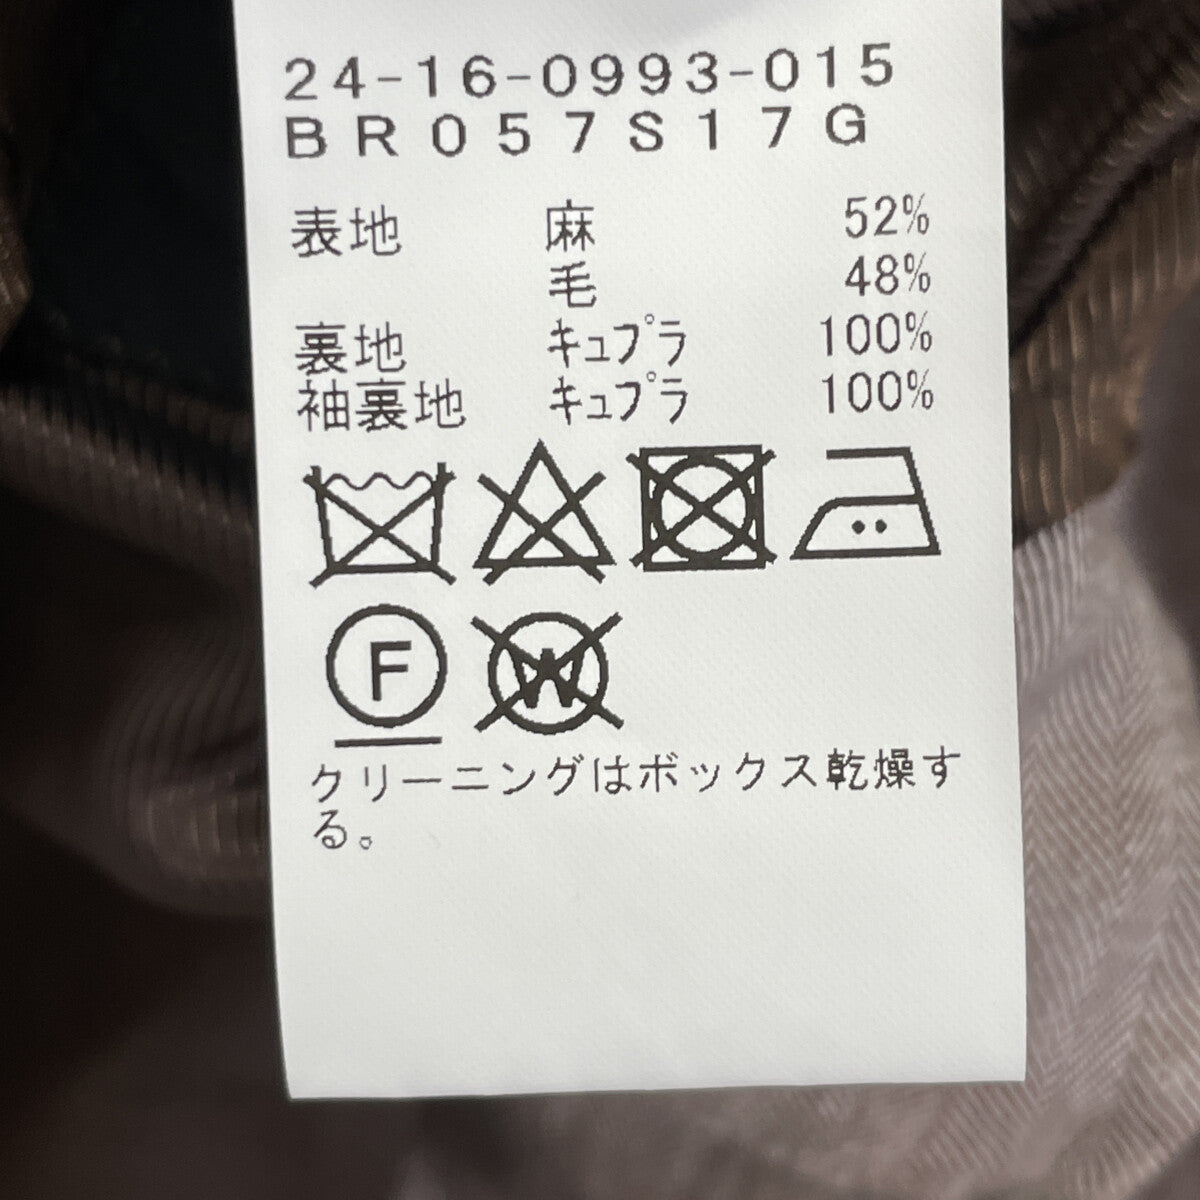 24-16-0993-015
BR057S17G
表地 麻 52%
毛 48%
裏地 キュプラ 100%
袖裏地 キュプラ 100%
F W
クリーニングはボックス乾燥す
る。